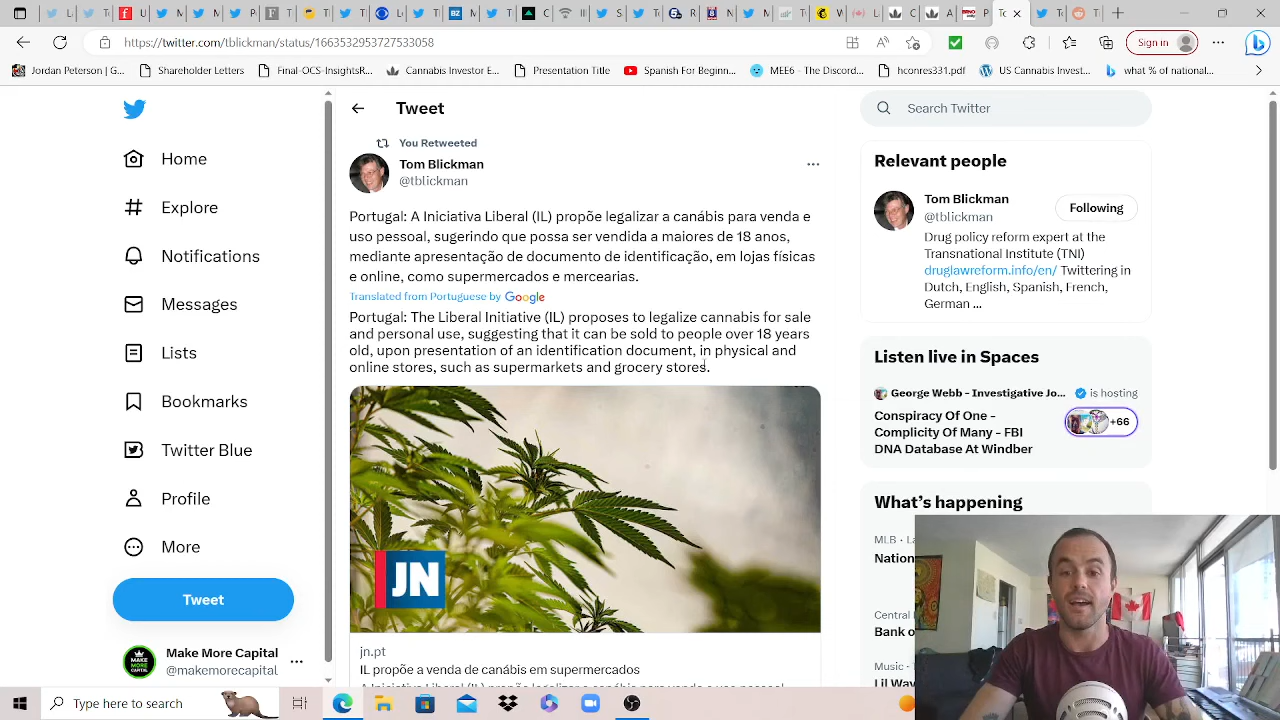 https://twitter.com/tblickman/status/1663532953727533058
Sign in
Jordan Peterson | G...
Shareholder Letters
Final-OCS-InsightsR...
Cannabis Investor F...
Presentation Title
Spanish For Beginn...
MEE6 - The Discord...
hc3001.pdf
WordPress.com
what % of national...
Home
Explore
Notifications
Messages
Lists
Bookmarks
Twitter Blue
Profile
More
Tweet
Make More Capital
@makemorecapital
Tweet
You Retweeted
Tom Blickman
@tblickman
Portugal: A Iniciativa Liberal (IL) propõe legalizar a canábis para venda e
uso pessoal, sugerindo que possa ser vendida a maiores de 18 anos,
mediante apresentação de documento de identificação, em lojas físicas
e online, como supermercados e mercearias.
Translated from Portuguese by Google
Portugal: The Liberal Initiative (IL) proposes to legalize cannabis for sale
and personal use, suggesting that it can be sold to people over 18 years
old, upon presentation of an identification document, in physical and
online stores, such as supermarkets and grocery stores.
JN
jn.pt
IL propõe a venda de canábis em supermercados
Search Twitter
Relevant people
Tom Blickman
@tblickman
Following
Drug policy reform expert at the
Transnational Institute (TNI)
druglawreform.info/en/ Twittering in
Dutch, English, Spanish, French,
German ...
Listen live in Spaces
George Webb - Investigative Jo... is hosting
Conspiracy Of One -
Complicity Of Many - FBI
DNA Database At Windber
+66
What's happening
MLB · La
Nation
Central
Bank o
Music ·
Lil Way
Type here to search